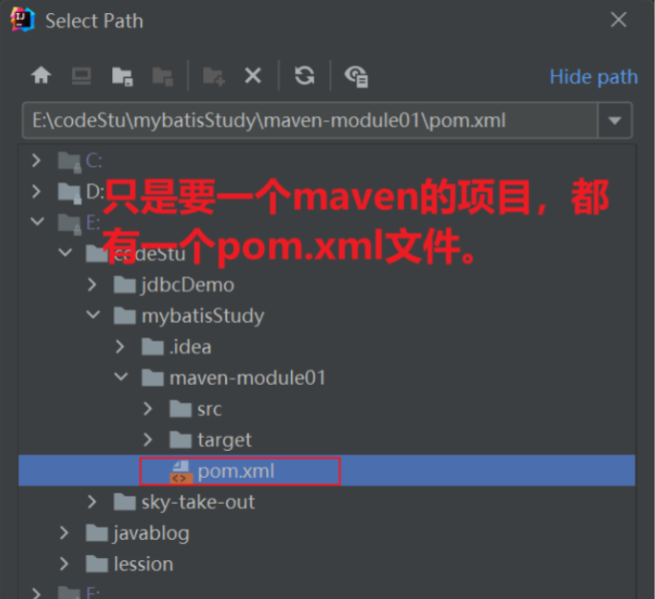 Select Path
Hide path
E:\codeStu\mybatisStudy\maven-module01\pom.xml
C:
D:
只是要一个maven的项目，都
E:
有一个pom.xml文件。
codeStu
jdbcDemo
mybatisStudy
.idea
maven-module01
src
target
pom.xml
sky-take-out
javablog
lession
F: